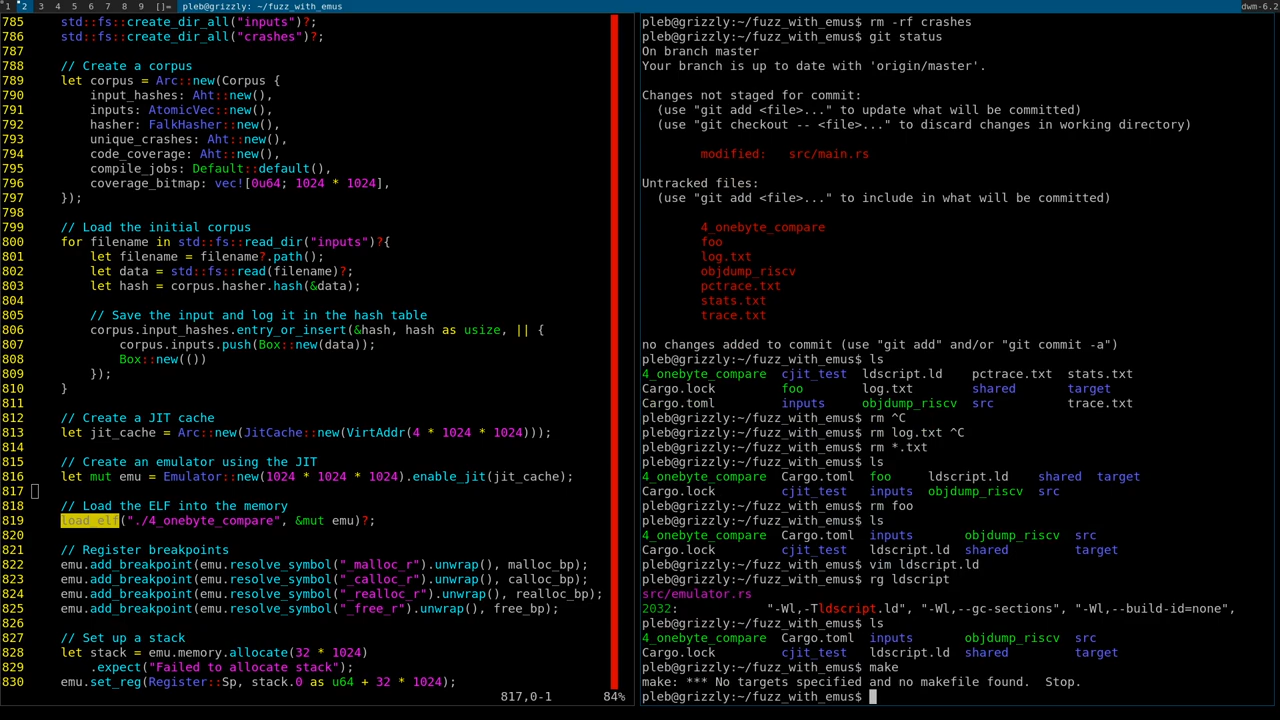 1 2 3 4 5 6 7 8 9 []= pleb@grizzly: ~/fuzz_with_emus dwm-6.2
785     std::fs::create_dir_all("inputs")?;
786     std::fs::create_dir_all("crashes")?;
787
788     // Create a corpus
789     let corpus = Arc::new(Corpus {
790         input_hashes: Aht::new(),
791         inputs: AtomicVec::new(),
792         hasher: FalkHasher::new(),
793         unique_crashes: Aht::new(),
794         code_coverage: Aht::new(),
795         compile_jobs: Default::default(),
796         coverage_bitmap: vec![0u64; 1024 * 1024],
797     });
798
799     // Load the initial corpus
800     for filename in std::fs::read_dir("inputs")?{
801         let filename = filename?.path();
802         let data = std::fs::read(filename)?;
803         let hash = corpus.hasher.hash(&data);
804
805         // Save the input and log it in the hash table
806         corpus.input_hashes.entry_or_insert(&hash, hash as usize, || {
807             corpus.inputs.push(Box::new(data));
808             Box::new(())
809         });
810     }
811
812     // Create a JIT cache
813     let jit_cache = Arc::new(JitCache::new(VirtAddr(4 * 1024 * 1024)));
814
815     // Create an emulator using the JIT
816     let mut emu = Emulator::new(1024 * 1024 * 1024).enable_jit(jit_cache);
817
818     // Load the ELF into the memory
819     load_elf("./4_onebyte_compare", &mut emu)?;
820
821     // Register breakpoints
822     emu.add_breakpoint(emu.resolve_symbol("_malloc_r").unwrap(), malloc_bp);
823     emu.add_breakpoint(emu.resolve_symbol("_calloc_r").unwrap(), calloc_bp);
824     emu.add_breakpoint(emu.resolve_symbol("_realloc_r").unwrap(), realloc_bp);
825     emu.add_breakpoint(emu.resolve_symbol("_free_r").unwrap(), free_bp);
826
827     // Set up a stack
828     let stack = emu.memory.allocate(32 * 1024)
829         .expect("Failed to allocate stack");
830     emu.set_reg(Register::Sp, stack.0 as u64 + 32 * 1024);
817,0-1 84%
pleb@grizzly:~/fuzz_with_emus$ rm -rf crashes
pleb@grizzly:~/fuzz_with_emus$ git status
On branch master
Your branch is up to date with 'origin/master'.
Changes not staged for commit:
  (use "git add <file>..." to update what will be committed)
  (use "git checkout -- <file>..." to discard changes in working directory)
        modified:   src/main.rs
Untracked files:
  (use "git add <file>..." to include in what will be committed)
        4_onebyte_compare
        foo
        log.txt
        objdump_riscv
        pctrace.txt
        stats.txt
        trace.txt
no changes added to commit (use "git add" and/or "git commit -a")
pleb@grizzly:~/fuzz_with_emus$ ls
4_onebyte_compare  cjit_test  ldscript.ld    pctrace.txt  stats.txt
Cargo.lock         foo        log.txt        shared       target
Cargo.toml         inputs     objdump_riscv  src          trace.txt
pleb@grizzly:~/fuzz_with_emus$ rm ^C
pleb@grizzly:~/fuzz_with_emus$ rm log.txt ^C
pleb@grizzly:~/fuzz_with_emus$ rm *.txt
pleb@grizzly:~/fuzz_with_emus$ ls
4_onebyte_compare  Cargo.toml  foo     ldscript.ld    shared  target
Cargo.lock         cjit_test   inputs  objdump_riscv  src
pleb@grizzly:~/fuzz_with_emus$ rm foo
pleb@grizzly:~/fuzz_with_emus$ ls
4_onebyte_compare  Cargo.toml  inputs       objdump_riscv  src
Cargo.lock         cjit_test   ldscript.ld  shared         target
pleb@grizzly:~/fuzz_with_emus$ vim ldscript.ld
pleb@grizzly:~/fuzz_with_emus$ rg ldscript
src/emulator.rs
2032:            "-Wl,-Tldscript.ld", "-Wl,--gc-sections", "-Wl,--build-id=none",
pleb@grizzly:~/fuzz_with_emus$ ls
4_onebyte_compare  Cargo.toml  inputs       objdump_riscv  src
Cargo.lock         cjit_test   ldscript.ld  shared         target
pleb@grizzly:~/fuzz_with_emus$ make
make: *** No targets specified and no makefile found.  Stop.
pleb@grizzly:~/fuzz_with_emus$